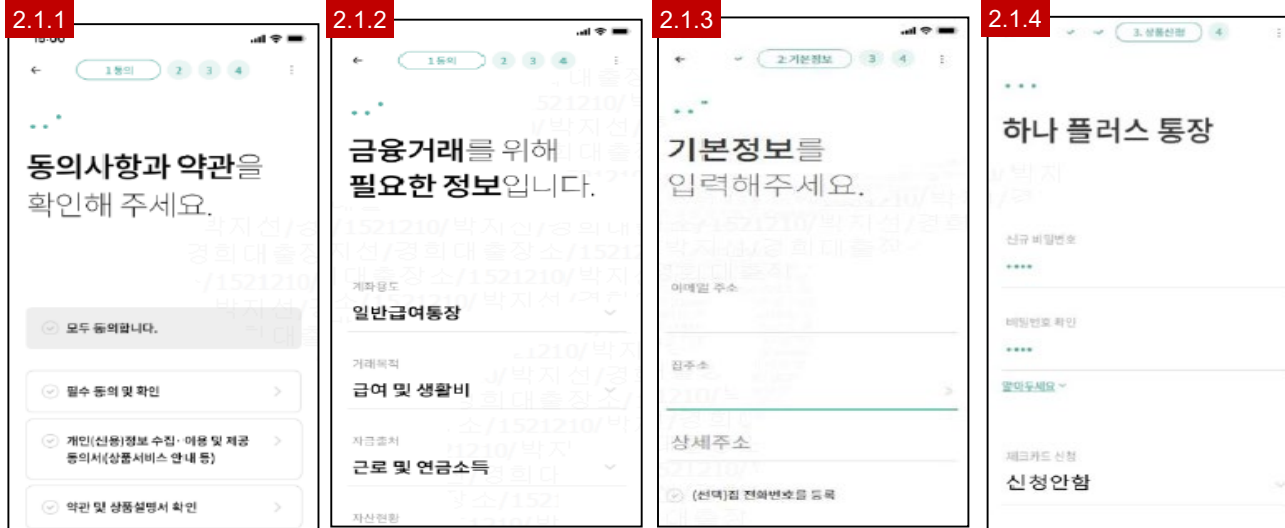 2.1.1
15:00
1 동의 2 3 4
동의사항과 약관을
확인해 주세요.
모두 동의합니다.
필수 동의 및 확인
개인(신용)정보 수집·이용 및 제공
동의서(상품서비스 안내 등)
약관 및 상품설명서 확인
2.1.2
1 동의 2 3 4
금융거래를 위해
필요한 정보입니다.
계좌용도
일반급여통장
거래목적
급여 및 생활비
자금출처
근로 및 연금소득
자산현황
2.1.3
2 기본정보 3 4
기본정보를
입력해주세요.
이메일 주소
집주소
상세주소
(선택)집 전화번호를 등록
2.1.4
3. 상품신청 4
하나 플러스 통장
신규 비밀번호
••••
비밀번호 확인
••••
알아두세요
체크카드 신청
신청안함